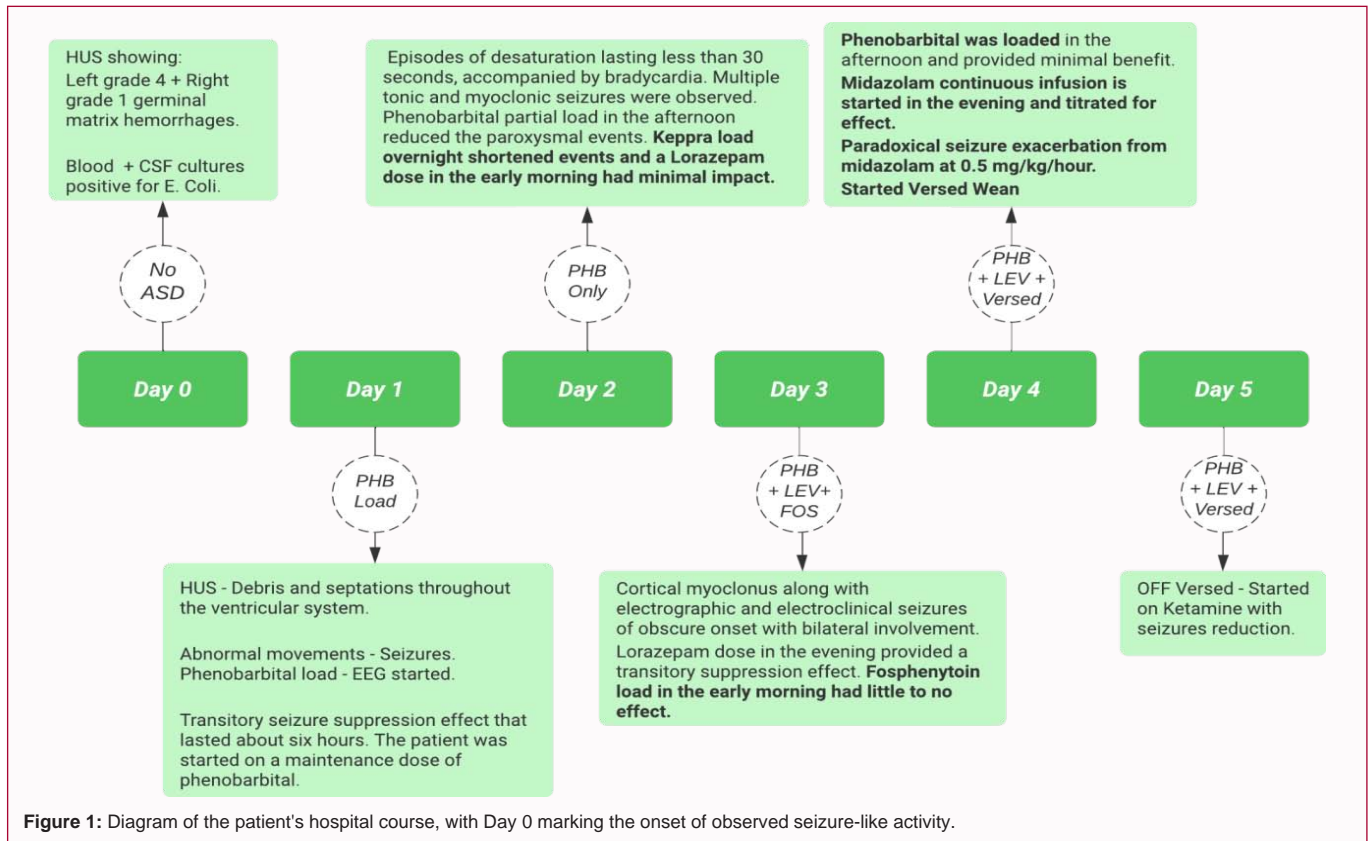 HUS showing:
Left grade 4 + Right
grade 1 germinal
matrix hemorrhages.
Blood + CSF cultures
positive for E. Coli.
Episodes of desaturation lasting less than 30
seconds, accompanied by bradycardia. Multiple
tonic and myoclonic seizures were observed.
Phenobarbital partial load in the afternoon
reduced the paroxysmal events. Keppra load
overnight shortened events and a Lorazepam
dose in the early morning had minimal impact.
Phenobarbital was loaded in the
afternoon and provided minimal benefit.
Midazolam continuous infusion is
started in the evening and titrated for
effect.
Paradoxical seizure exacerbation from
midazolam at 0.5 mg/kg/hour.
Started Versed Wean
No
ASD
PHB
Only
PHB
+ LEV +
Versed
Day 0
Day 1
Day 2
Day 3
Day 4
Day 5
PHB
Load
PHB
+ LEV+
FOS
PHB
+ LEV +
Versed
HUS - Debris and septations throughout
the ventricular system.
Abnormal movements - Seizures.
Phenobarbital load - EEG started.
Transitory seizure suppression effect that
lasted about six hours. The patient was
started on a maintenance dose of
phenobarbital.
Cortical myoclonus along with
electrographic and electroclinical seizures
of obscure onset with bilateral involvement.
Lorazepam dose in the evening provided a
transitory suppression effect. Fosphenytoin
load in the early morning had little to no
effect.
OFF Versed - Started
on Ketamine with
seizures reduction.
Figure 1: Diagram of the patient's hospital course, with Day 0 marking the onset of observed seizure-like activity.